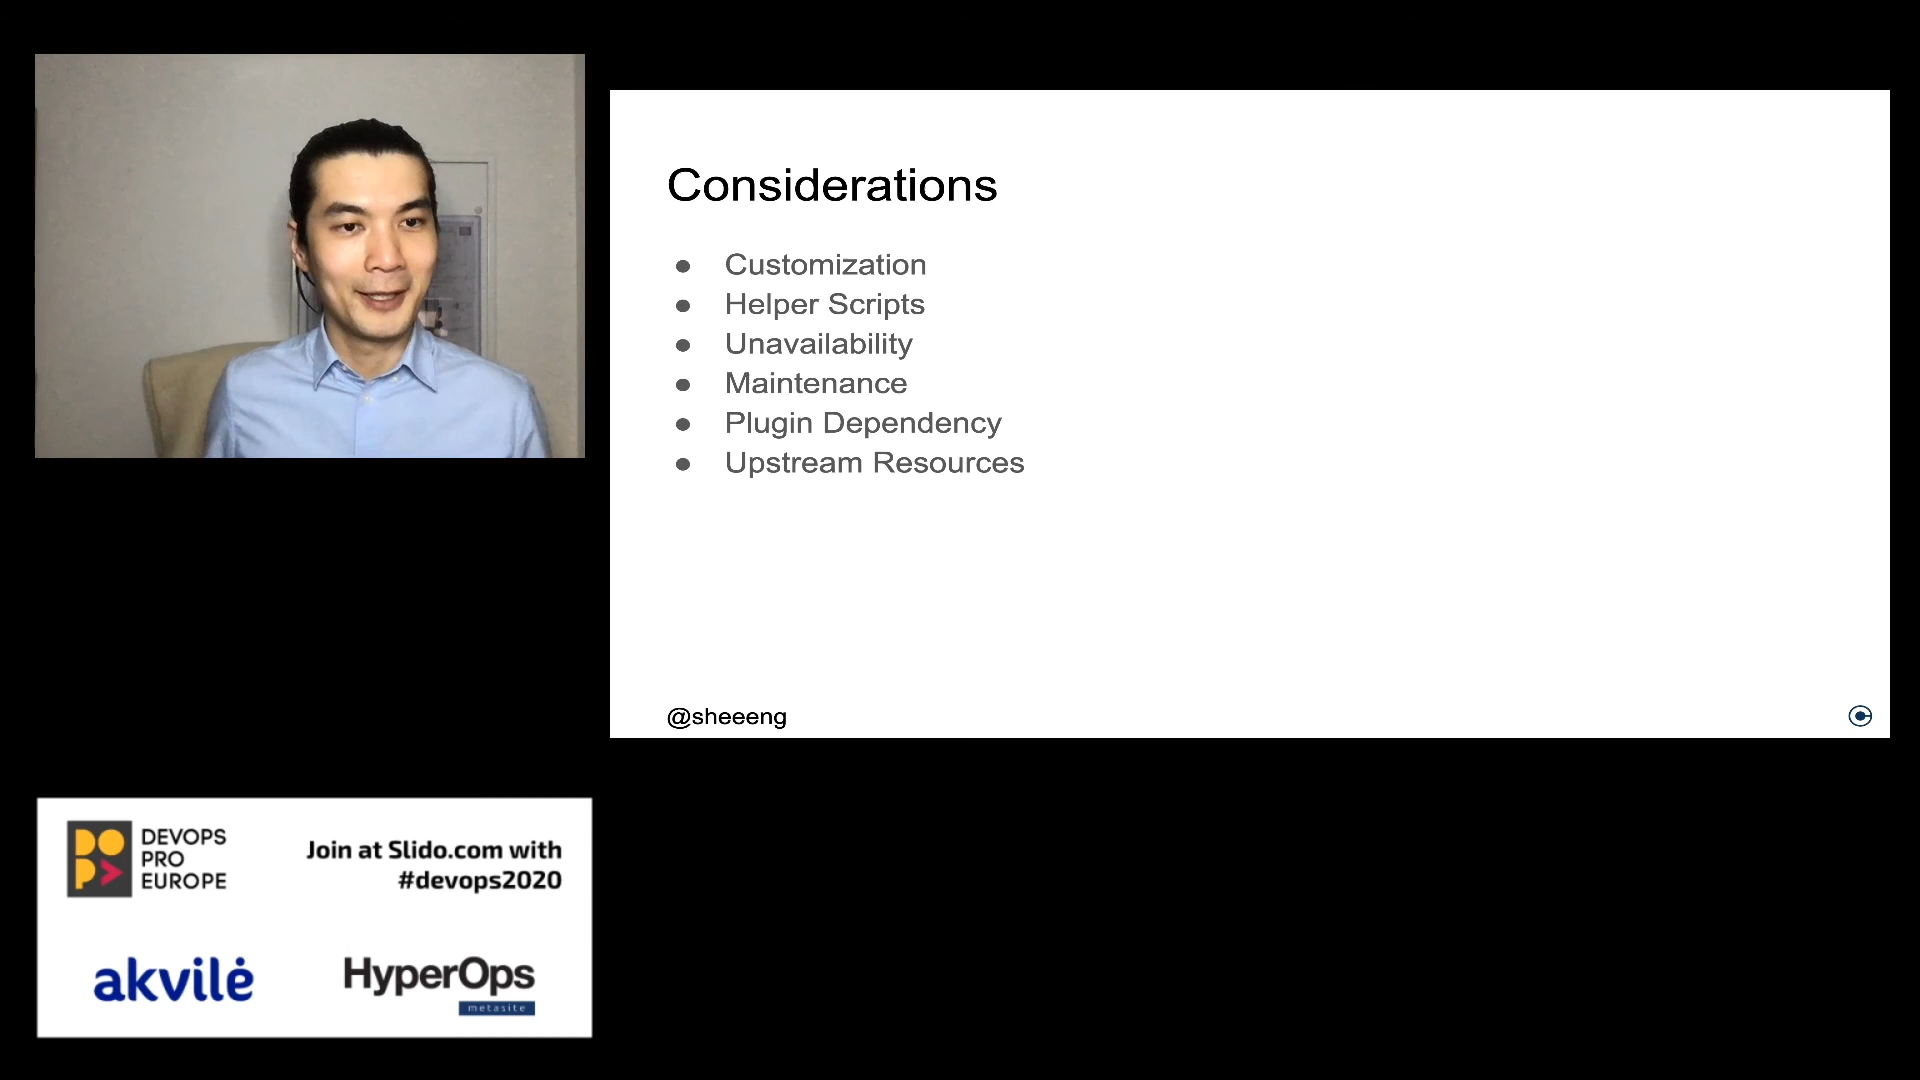 Considerations
● Customization
● Helper Scripts
● Unavailability
● Maintenance
● Plugin Dependency
● Upstream Resources
@sheeeng
DEVOPS
PRO
EUROPE
Join at Slido.com with
#devops2020
akvilė
HyperOps
metasite